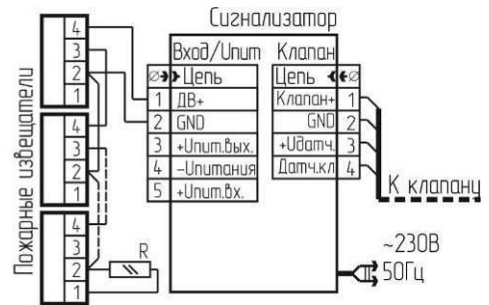 Сигнализатор
Вход/Uпит Клапан
Цепь Цепь
1 ДВ+ Клапан+ 1
2 GND GND 2
3 +Uпит.вых. +Uдатч. 3
4 -Uпитания Датч.кл 4
5 +Uпит.вх.
К клапану
~230В
50Гц
Пожарные извещатели
4
3
2
1
4
3
2
1
4
3
2
1
R